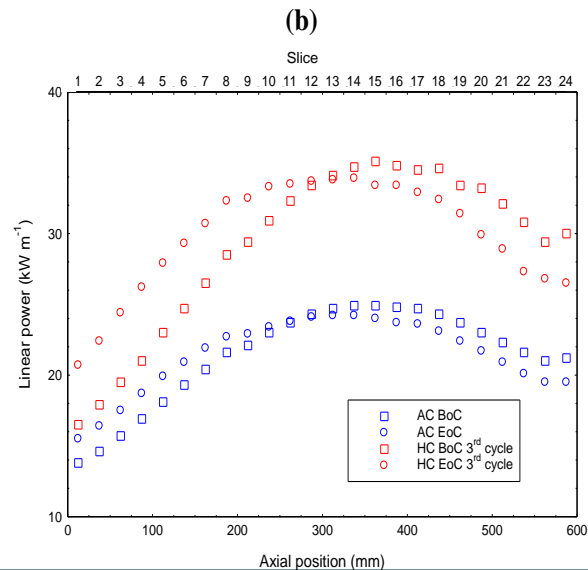 (b)
Slice
1 2 3 4 5 6 7 8 9 10 11 12 13 14 15 16 17 18 19 20 21 22 23 24
40
30
20
10
Linear power (kW m⁻¹)
AC BoC
AC EoC
HC BoC 3ʳᵈ cycle
HC EoC 3ʳᵈ cycle
0 100 200 300 400 500 600
Axial position (mm)